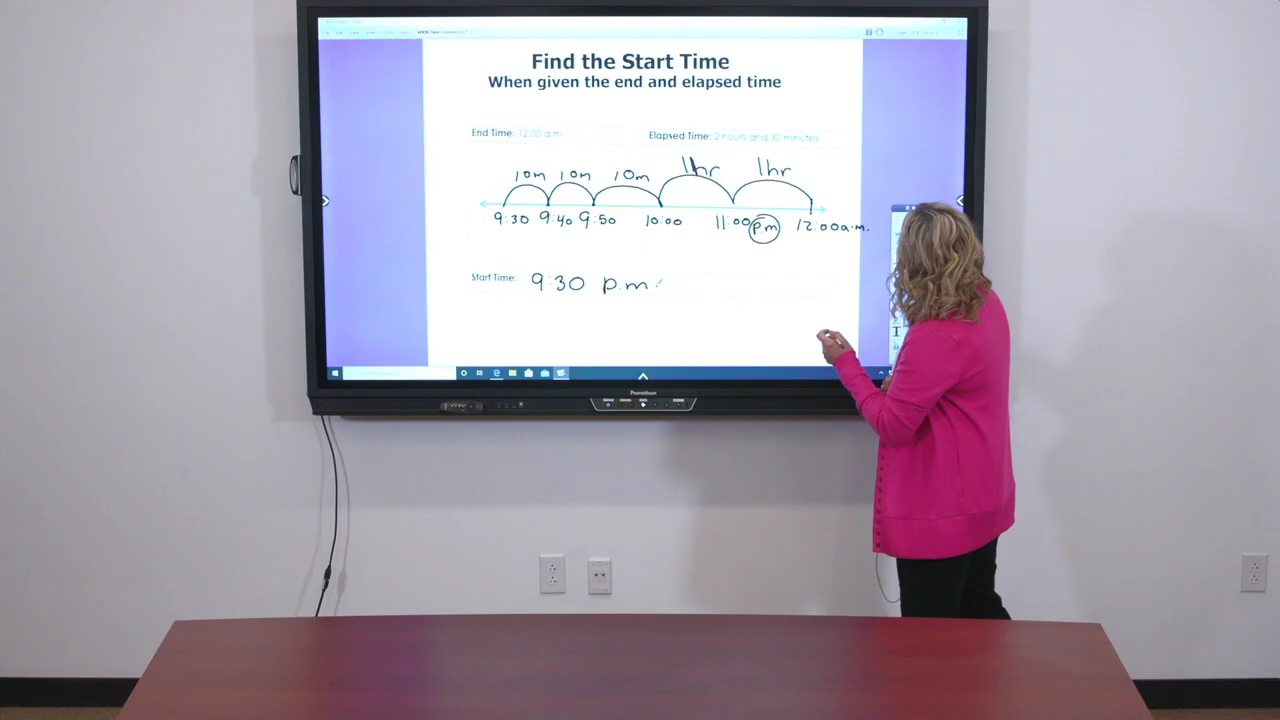 Find the Start Time
When given the end and elapsed time
End Time: 12:00 a.m.
Elapsed Time: 2 hours and 30 minutes
10m 10m 10m 1hr 1hr
9:30 9:40 9:50 10:00 11:00 p.m 12:00a.m.
Start Time: 9:30 p.m.
Promethean